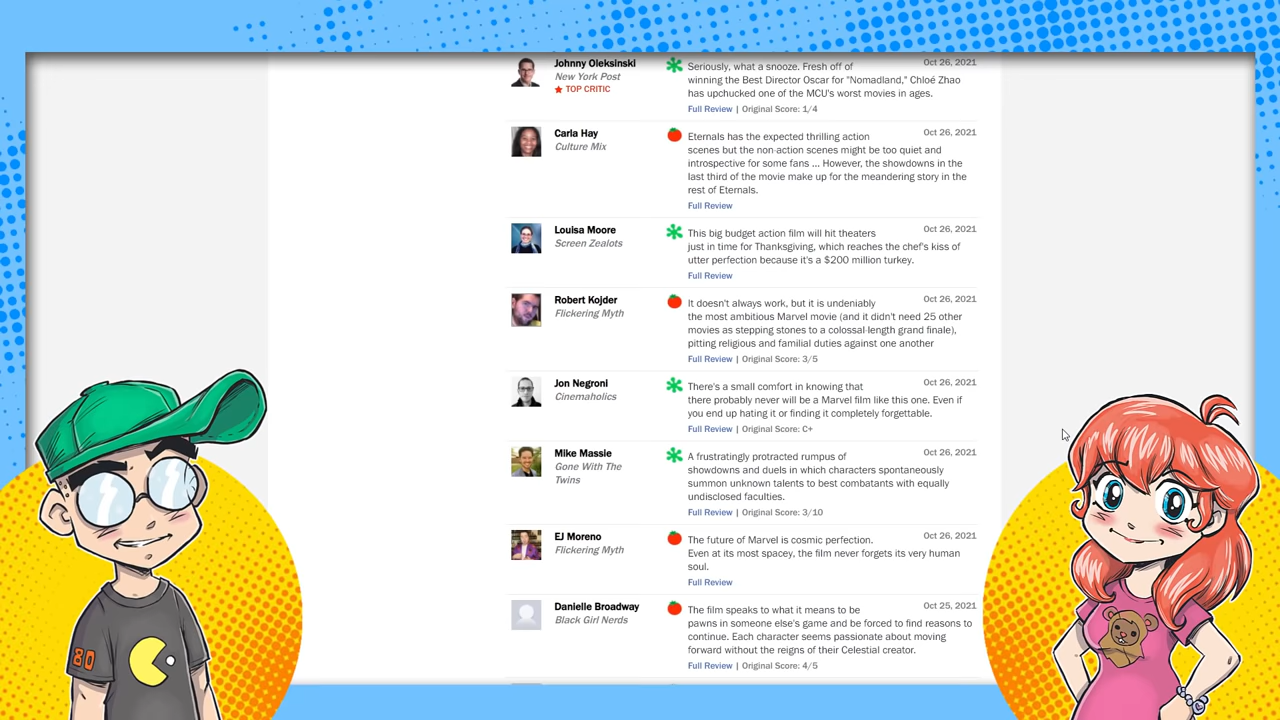 Johnny Oleksinski
New York Post
TOP CRITIC
Oct 26, 2021
Seriously, what a snooze. Fresh off of
winning the Best Director Oscar for "Nomadland," Chloé Zhao
has upchucked one of the MCU's worst movies in ages.
Full Review | Original Score: 1/4
Carla Hay
Culture Mix
Oct 26, 2021
Eternals has the expected thrilling action
scenes but the non-action scenes might be too quiet and
introspective for some fans ... However, the showdowns in the
last third of the movie make up for the meandering story in the
rest of Eternals.
Full Review
Louisa Moore
Screen Zealots
Oct 26, 2021
This big budget action film will hit theaters
just in time for Thanksgiving, which reaches the chef's kiss of
utter perfection because it's a $200 million turkey.
Full Review
Robert Kojder
Flickering Myth
Oct 26, 2021
It doesn't always work, but it is undeniably
the most ambitious Marvel movie (and it didn't need 25 other
movies as stepping stones to a colossal-length grand finale),
pitting religious and familial duties against one another
Full Review | Original Score: 3/5
Jon Negroni
Cinemaholics
Oct 26, 2021
There's a small comfort in knowing that
there probably never will be a Marvel film like this one. Even if
you end up hating it or finding it completely forgettable.
Full Review | Original Score: C+
Mike Massie
Gone With The
Twins
Oct 26, 2021
A frustratingly protracted rumpus of
showdowns and duels in which characters spontaneously
summon unknown talents to best combatants with equally
undisclosed faculties.
Full Review | Original Score: 3/10
EJ Moreno
Flickering Myth
Oct 26, 2021
The future of Marvel is cosmic perfection.
Even at its most spacey, the film never forgets its very human
soul.
Full Review
Danielle Broadway
Black Girl Nerds
Oct 25, 2021
The film speaks to what it means to be
pawns in someone else's game and be forced to find reasons to
continue. Each character seems passionate about moving
forward without the reigns of their Celestial creator.
Full Review | Original Score: 4/5
80